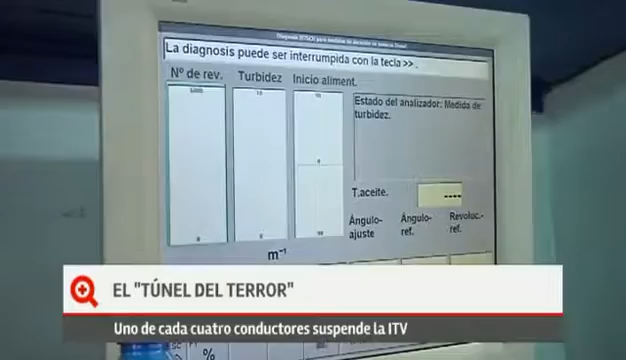 La diagnosis puede ser interrumpida con la tecla >> .
Nº de rev. Turbidez Inicio aliment.
Estado del analizador: Medida de
turbidez.
T.aceite. ----
Ángulo-
ajuste
Ángulo-
ref.
Revoluc.-
ref.
m⁻¹
EL "TÚNEL DEL TERROR"
Uno de cada cuatro conductores suspende la ITV
%